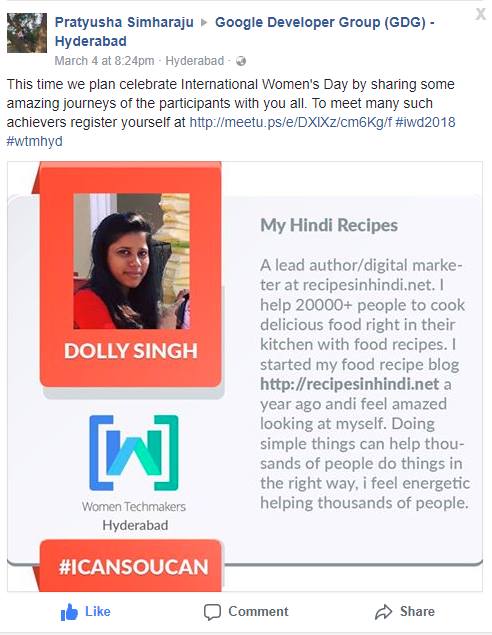 Pratyusha Simharaju ▸ Google Developer Group (GDG) -
Hyderabad
March 4 at 8:24pm · Hyderabad ·
X
This time we plan celebrate International Women's Day by sharing some
amazing journeys of the participants with you all. To meet many such
achievers register yourself at http://meetu.ps/e/DXlXz/cm6Kg/f #iwd2018
#wtmhyd
DOLLY SINGH
Women Techmakers
Hyderabad
#ICANSOUCAN
My Hindi Recipes
A lead author/digital marke-
ter at recipesinhindi.net. I
help 20000+ people to cook
delicious food right in their
kitchen with food recipes. I
started my food recipe blog
http://recipesinhindi.net a
year ago andi feel amazed
looking at myself. Doing
simple things can help thou-
sands of people do things in
the right way, i feel energetic
helping thousands of people.
Like Comment Share